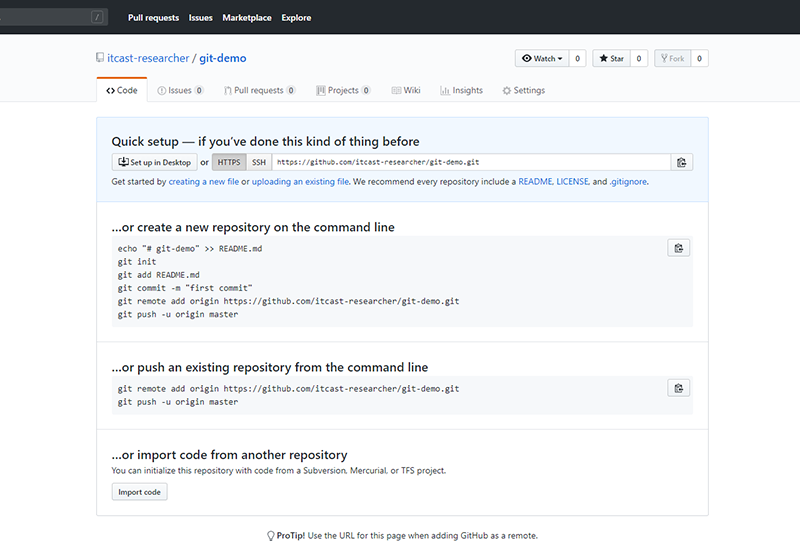 / Pull requests Issues Marketplace Explore
itcast-researcher / git-demo Watch 0 Star 0 Fork 0
Code Issues 0 Pull requests 0 Projects 0 Wiki Insights Settings
Quick setup — if you've done this kind of thing before
Set up in Desktop or HTTPS SSH https://github.com/itcast-researcher/git-demo.git
Get started by creating a new file or uploading an existing file. We recommend every repository include a README, LICENSE, and .gitignore.
...or create a new repository on the command line
echo "# git-demo" >> README.md
git init
git add README.md
git commit -m "first commit"
git remote add origin https://github.com/itcast-researcher/git-demo.git
git push -u origin master
...or push an existing repository from the command line
git remote add origin https://github.com/itcast-researcher/git-demo.git
git push -u origin master
...or import code from another repository
You can initialize this repository with code from a Subversion, Mercurial, or TFS project.
Import code
ProTip! Use the URL for this page when adding GitHub as a remote.